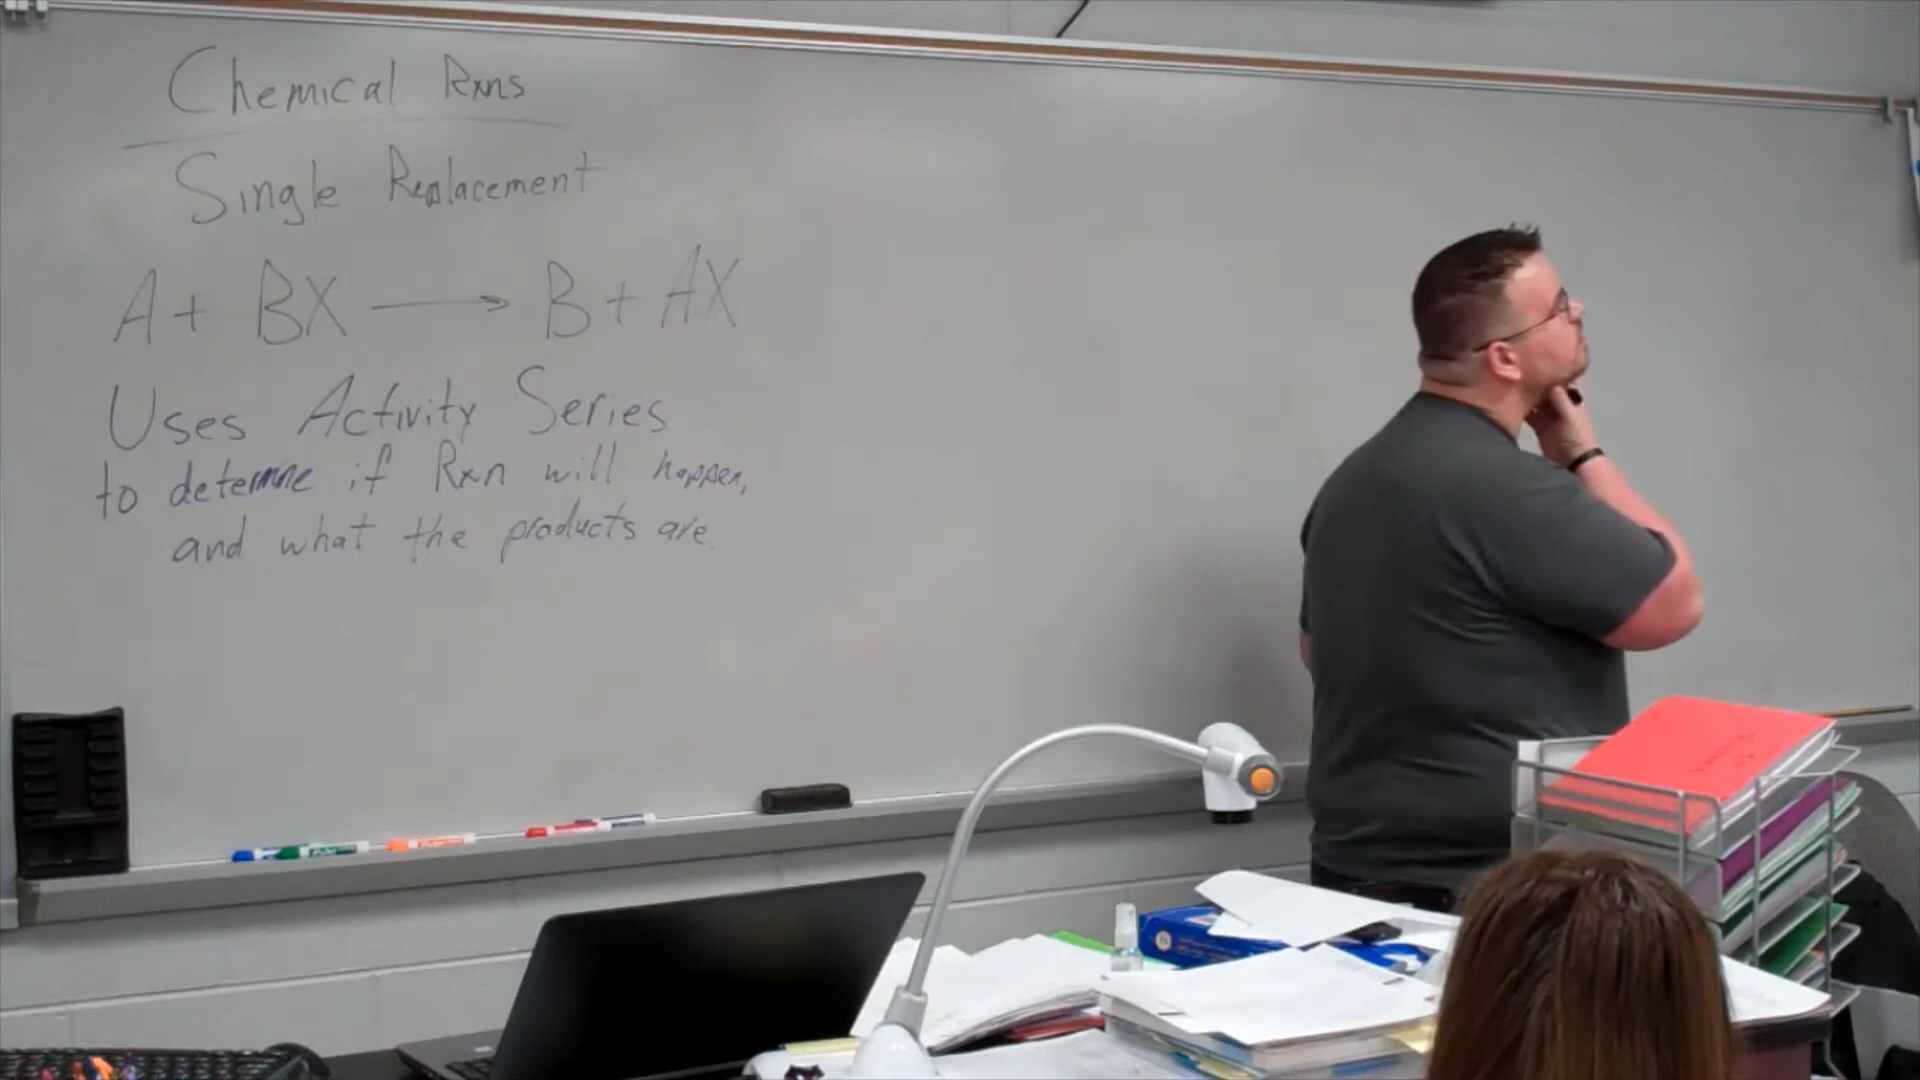 Chemical Rxns
Single Replacement
A + BX → B + AX
Uses Activity Series
to determine if Rxn will happen,
and what the products are.